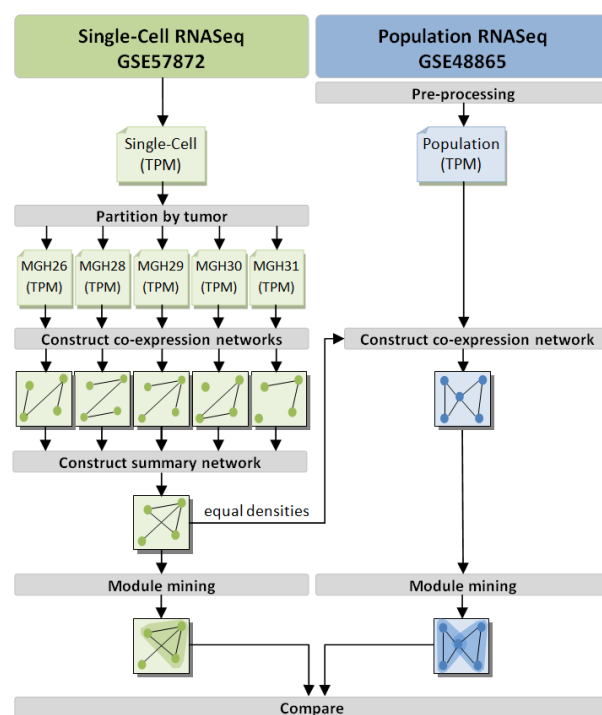 Single-Cell RNASeq
GSE57872
Population RNASeq
GSE48865
Pre-processing
Single-Cell
(TPM)
Population
(TPM)
Partition by tumor
MGH26
(TPM)
MGH28
(TPM)
MGH29
(TPM)
MGH30
(TPM)
MGH31
(TPM)
Construct co-expression networks
Construct co-expression network
Construct summary network
equal densities
Module mining
Module mining
Compare